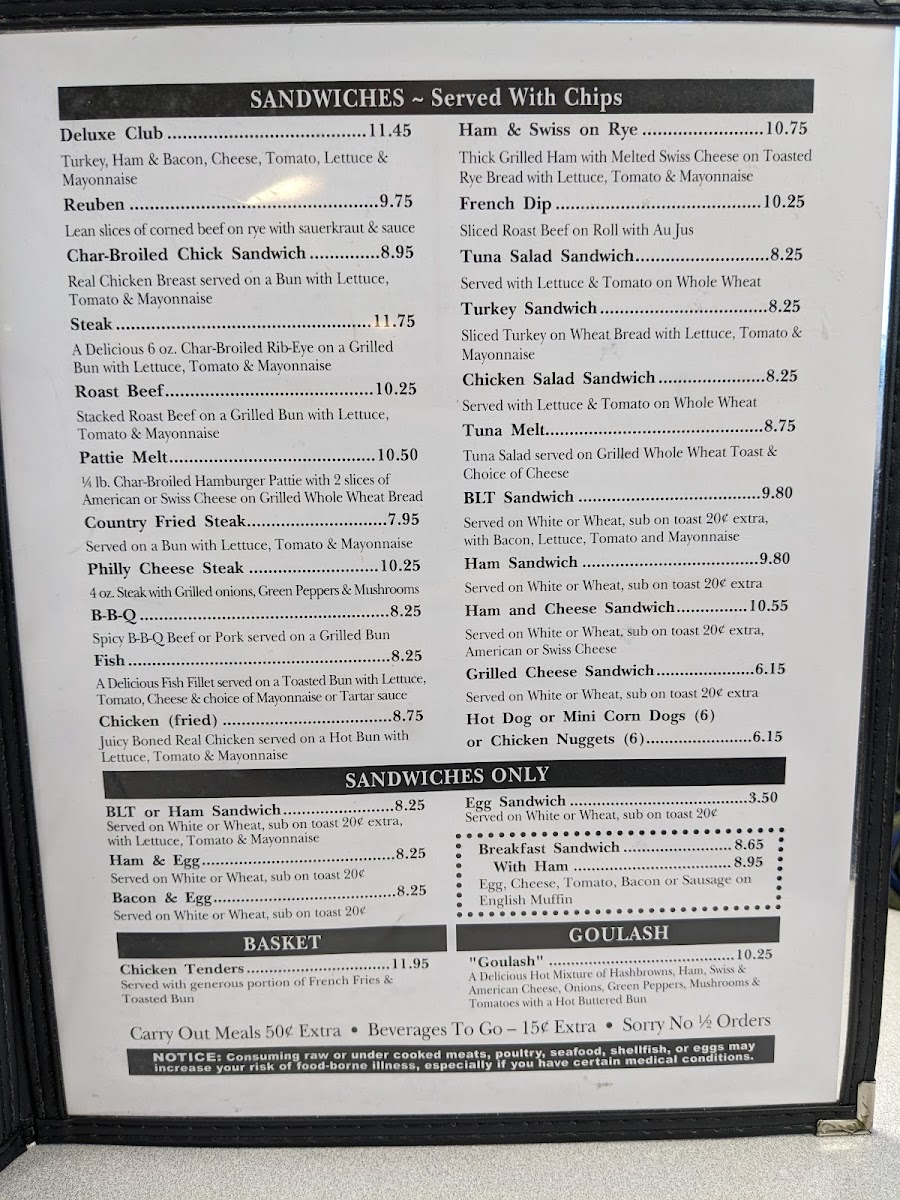 SANDWICHES ~ Served With Chips
Deluxe Club ....................................11.45
Turkey, Ham & Bacon, Cheese, Tomato, Lettuce &
Mayonnaise
Reuben .............................................9.75
Lean slices of corned beef on rye with sauerkraut & sauce
Char-Broiled Chick Sandwich .............8.95
Real Chicken Breast served on a Bun with Lettuce,
Tomato & Mayonnaise
Steak ..............................................11.75
A Delicious 6 oz. Char-Broiled Rib-Eye on a Grilled
Bun with Lettuce, Tomato & Mayonnaise
Roast Beef......................................10.25
Stacked Roast Beef on a Grilled Bun with Lettuce,
Tomato & Mayonnaise
Pattie Melt.....................................10.50
¼ lb. Char-Broiled Hamburger Pattie with 2 slices of
American or Swiss Cheese on Grilled Whole Wheat Bread
Country Fried Steak.........................7.95
Served on a Bun with Lettuce, Tomato & Mayonnaise
Philly Cheese Steak .......................10.25
4 oz. Steak with Grilled onions, Green Peppers & Mushrooms
B-B-Q .............................................8.25
Spicy B-B-Q Beef or Pork served on a Grilled Bun
Fish ...............................................8.25
A Delicious Fish Fillet served on a Toasted Bun with Lettuce,
Tomato, Cheese & choice of Mayonnaise or Tartar sauce
Chicken (fried) ...............................8.75
Juicy Boned Real Chicken served on a Hot Bun with
Lettuce, Tomato & Mayonnaise
Ham & Swiss on Rye ......................10.75
Thick Grilled Ham with Melted Swiss Cheese on Toasted
Rye Bread with Lettuce, Tomato & Mayonnaise
French Dip .....................................10.25
Sliced Roast Beef on Roll with Au Jus
Tuna Salad Sandwich........................8.25
Served with Lettuce & Tomato on Whole Wheat
Turkey Sandwich ..............................8.25
Sliced Turkey on Wheat Bread with Lettuce, Tomato &
Mayonnaise
Chicken Salad Sandwich ...................8.25
Served with Lettuce & Tomato on Whole Wheat
Tuna Melt........................................8.75
Tuna Salad served on Grilled Whole Wheat Toast &
Choice of Cheese
BLT Sandwich .................................9.80
Served on White or Wheat, sub on toast 20¢ extra,
with Bacon, Lettuce, Tomato and Mayonnaise
Ham Sandwich ................................9.80
Served on White or Wheat, sub on toast 20¢ extra
Ham and Cheese Sandwich.............10.55
Served on White or Wheat, sub on toast 20¢ extra,
American or Swiss Cheese
Grilled Cheese Sandwich..................6.15
Served on White or Wheat, sub on toast 20¢ extra
Hot Dog or Mini Corn Dogs (6)
or Chicken Nuggets (6)...................6.15
SANDWICHES ONLY
BLT or Ham Sandwich....................8.25
Served on White or Wheat, sub on toast 20¢ extra,
with Lettuce, Tomato & Mayonnaise
Ham & Egg....................................8.25
Served on White or Wheat, sub on toast 20¢
Bacon & Egg.................................8.25
Served on White or Wheat, sub on toast 20¢
Egg Sandwich ................................3.50
Served on White or Wheat, sub on toast 20¢
Breakfast Sandwich .................... 8.65
With Ham ............................. 8.95
Egg, Cheese, Tomato, Bacon or Sausage on
English Muffin
BASKET
Chicken Tenders ..........................11.95
Served with generous portion of French Fries &
Toasted Bun
GOULASH
"Goulash" ..................................10.25
A Delicious Hot Mixture of Hashbrowns, Ham, Swiss &
American Cheese, Onions, Green Peppers, Mushrooms &
Tomatoes with a Hot Buttered Bun
Carry Out Meals 50¢ Extra • Beverages To Go – 15¢ Extra • Sorry No ½ Orders
NOTICE: Consuming raw or under cooked meats, poultry, seafood, shellfish, or eggs may
increase your risk of food-borne illness, especially if you have certain medical conditions.